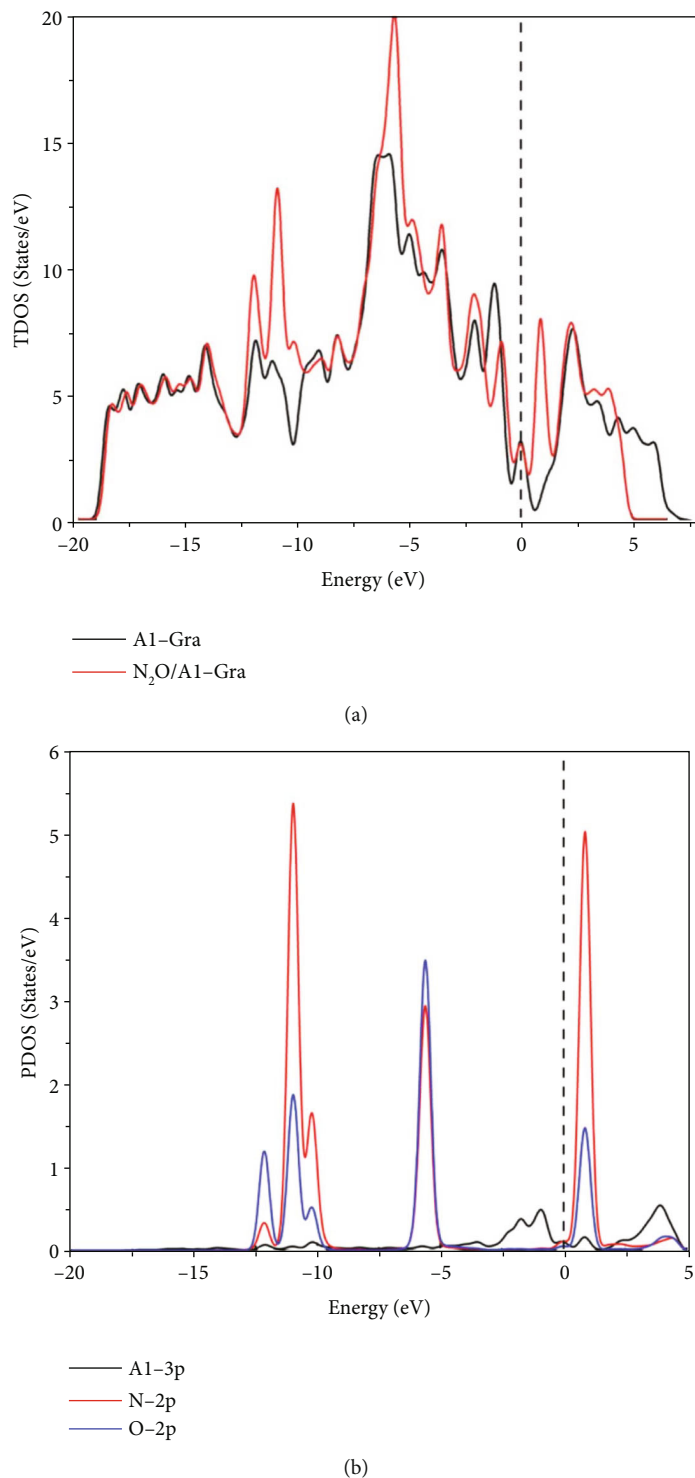 20
15
10
5
0
TDOS (States/eV)
−20
−15
−10
−5
0
5
Energy (eV)
A1–Gra
N₂O/A1–Gra
(a)
6
5
4
3
2
1
0
PDOS (States/eV)
−20
−15
−10
−5
0
5
Energy (eV)
A1–3p
N–2p
O–2p
(b)